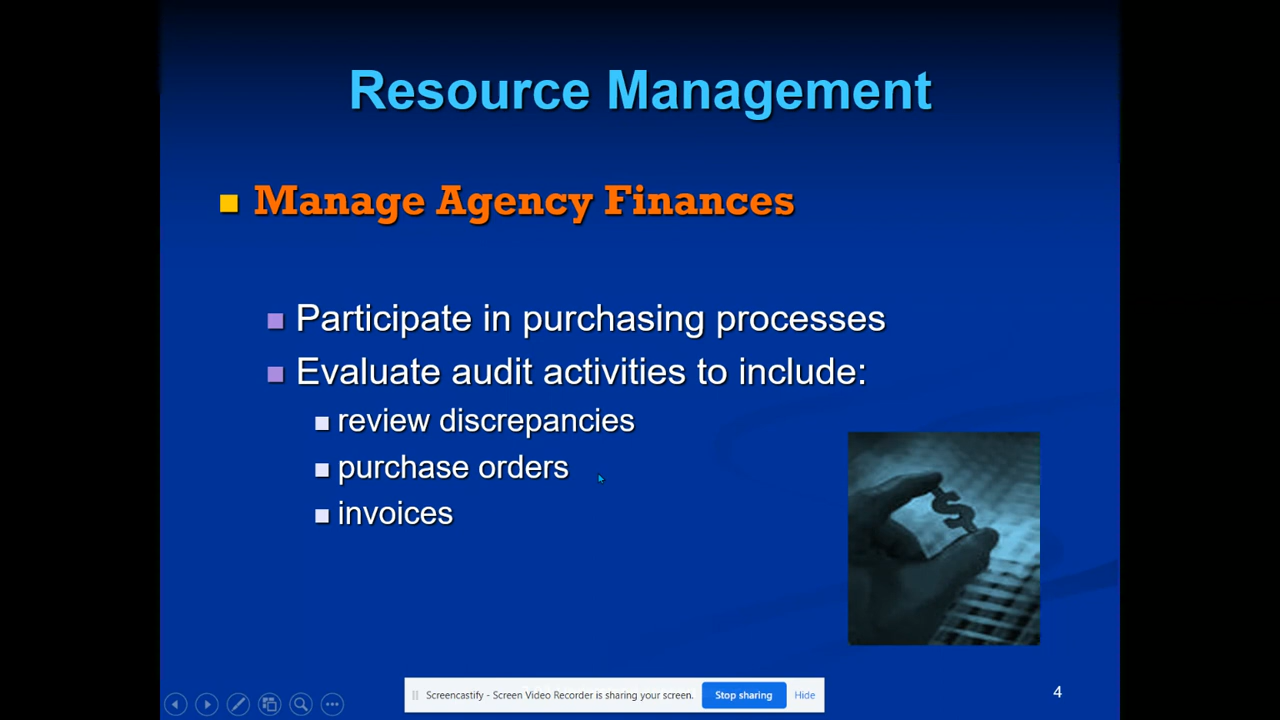 Resource Management
Manage Agency Finances
Participate in purchasing processes
Evaluate audit activities to include:
review discrepancies
purchase orders
invoices
$
Screencastify - Screen Video Recorder is sharing your screen. Stop sharing Hide
4